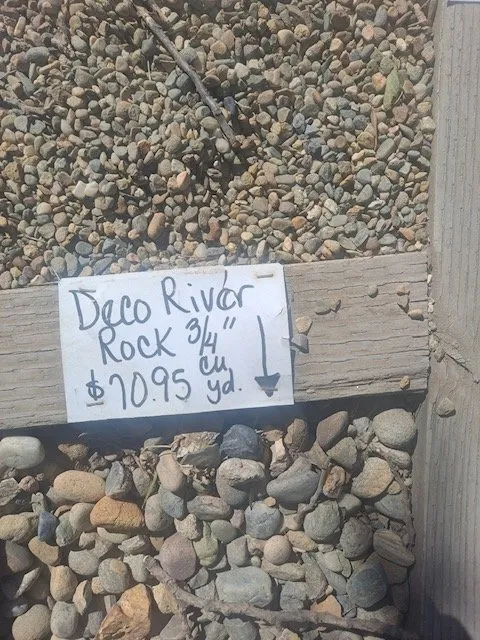 Deco River
Rock 3/4"
$70.95 cu yd.